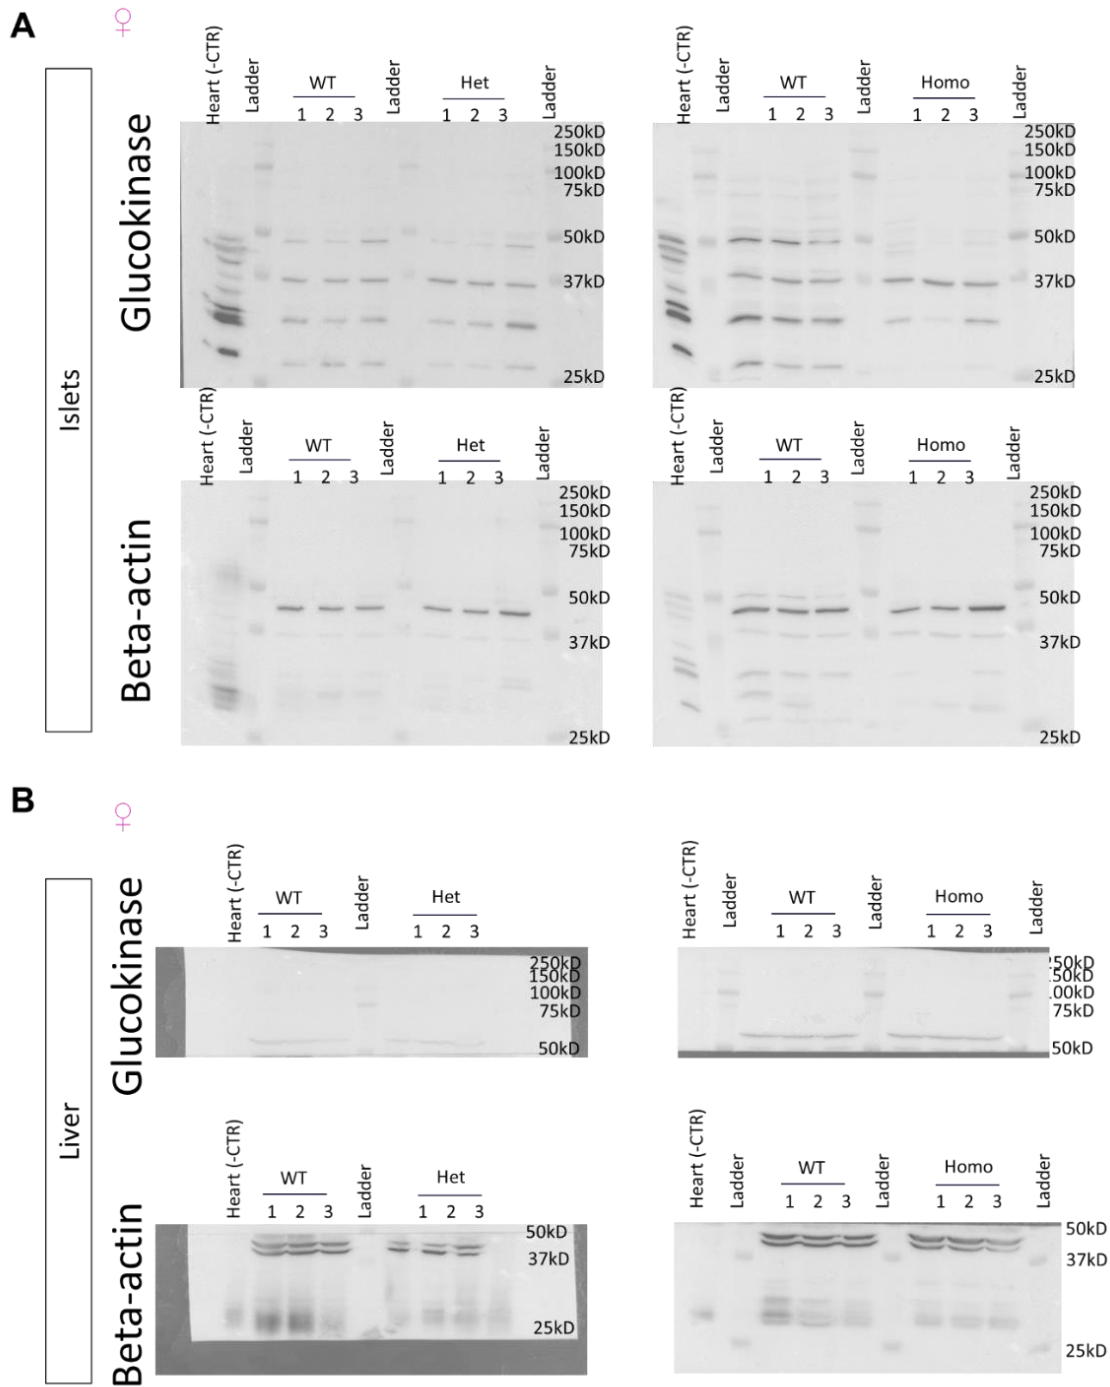 A
♀
Islets
Glucokinase
Heart (-CTR)
Ladder
WT
1 2 3
Ladder
Het
1 2 3
Ladder
250kD
150kD
100kD
75kD
50kD
37kD
25kD
Heart (-CTR)
Ladder
WT
1 2 3
Ladder
Homo
1 2 3
Ladder
250kD
150kD
100kD
75kD
50kD
37kD
25kD
Beta-actin
Heart (-CTR)
Ladder
WT
1 2 3
Ladder
Het
1 2 3
Ladder
250kD
150kD
100kD
75kD
50kD
37kD
25kD
Heart (-CTR)
Ladder
WT
1 2 3
Ladder
Homo
1 2 3
Ladder
250kD
150kD
100kD
75kD
50kD
37kD
25kD
B
♀
Liver
Glucokinase
Heart (-CTR)
WT
1 2 3
Ladder
Het
1 2 3
250kD
150kD
100kD
75kD
50kD
Heart (-CTR)
Ladder
WT
1 2 3
Ladder
Homo
1 2 3
Ladder
250kD
150kD
100kD
75kD
50kD
Beta-actin
Heart (-CTR)
WT
1 2 3
Ladder
Het
1 2 3
50kD
37kD
25kD
Heart (-CTR)
Ladder
WT
1 2 3
Ladder
Homo
1 2 3
Ladder
50kD
37kD
25kD